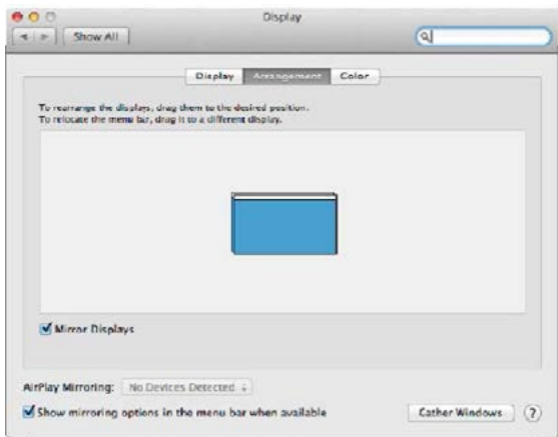 Display
Show All
Display Arrangement Color
To rearrange the displays, drag them to the desired position.
To relocate the menu bar, drag it to a different display.
Mirror Displays
AirPlay Mirroring: No Devices Detected
Show mirroring options in the menu bar when available
Gather Windows ?